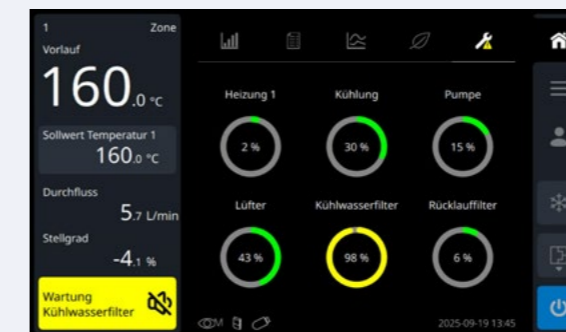 1 Zone
Vorlauf
160.0 °C
Sollwert Temperatur 1
160.0 °C
Durchfluss
5.7 L/min
Stellgrad
-4.1 %
Wartung
Kühlwasserfilter
Heizung 1 Kühlung Pumpe
2 % 30 % 15 %
Lüfter Kühlwasserfilter Rücklauffilter
43 % 98 % 6 %
M 2025-09-19 13:45